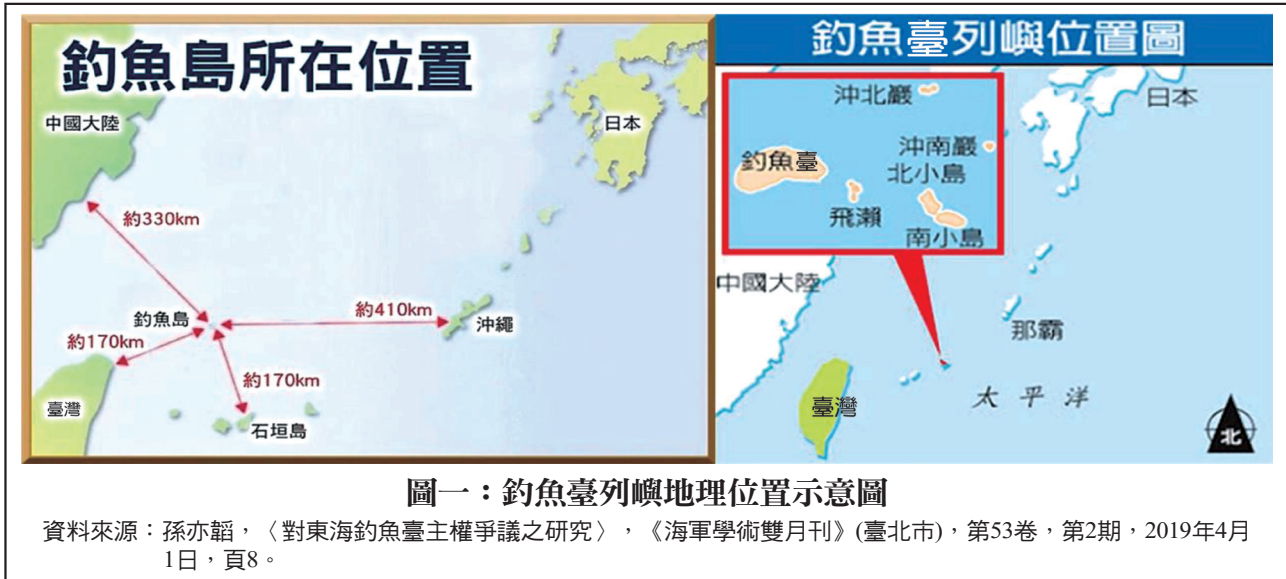 釣魚島所在位置
中國大陸
日本
約330km
釣魚島
約410km
沖繩
約170km
約170km
臺灣
石垣島
釣魚臺列嶼位置圖
沖北巖
日本
釣魚臺
沖南巖
北小島
飛瀨
南小島
中國大陸
那霸
太平洋
臺灣
北
圖一：釣魚臺列嶼地理位置示意圖
資料來源：孫亦韜，〈對東海釣魚臺主權爭議之研究〉，《海軍學術雙月刊》(臺北市)，第53卷，第2期，2019年4月
1日，頁8。